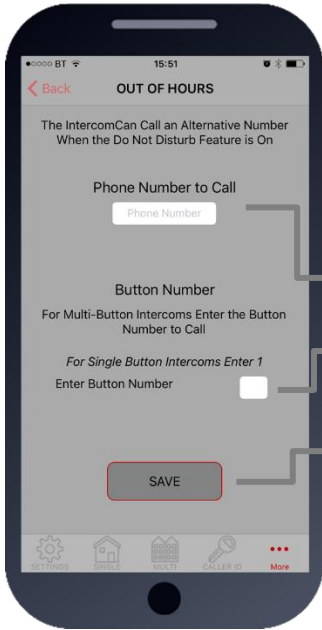 BT 15:51
Back OUT OF HOURS
The IntercomCan Call an Alternative Number
When the Do Not Disturb Feature is On
Phone Number to Call
Phone Number
Button Number
For Multi-Button Intercoms Enter the Button
Number to Call
For Single Button Intercoms Enter 1
Enter Button Number
SAVE
SETTINGS SINGLE MULTI CALLER ID More